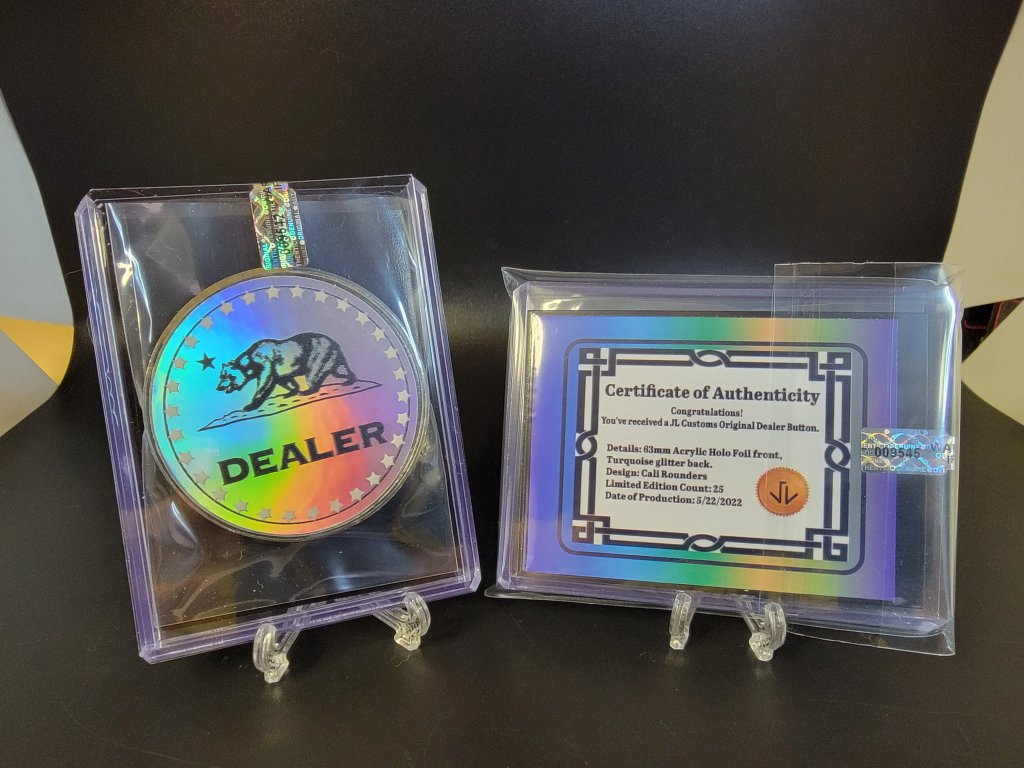 DEALER
Certificate of Authenticity
Congratulations!
You've received a JL Customs Original Dealer Button.
Details: 63mm Acrylic Holo Foil front,
Turquoise glitter back.
Design: Cali Rounders
Limited Edition Count: 25
Date of Production: 5/22/2022
009545